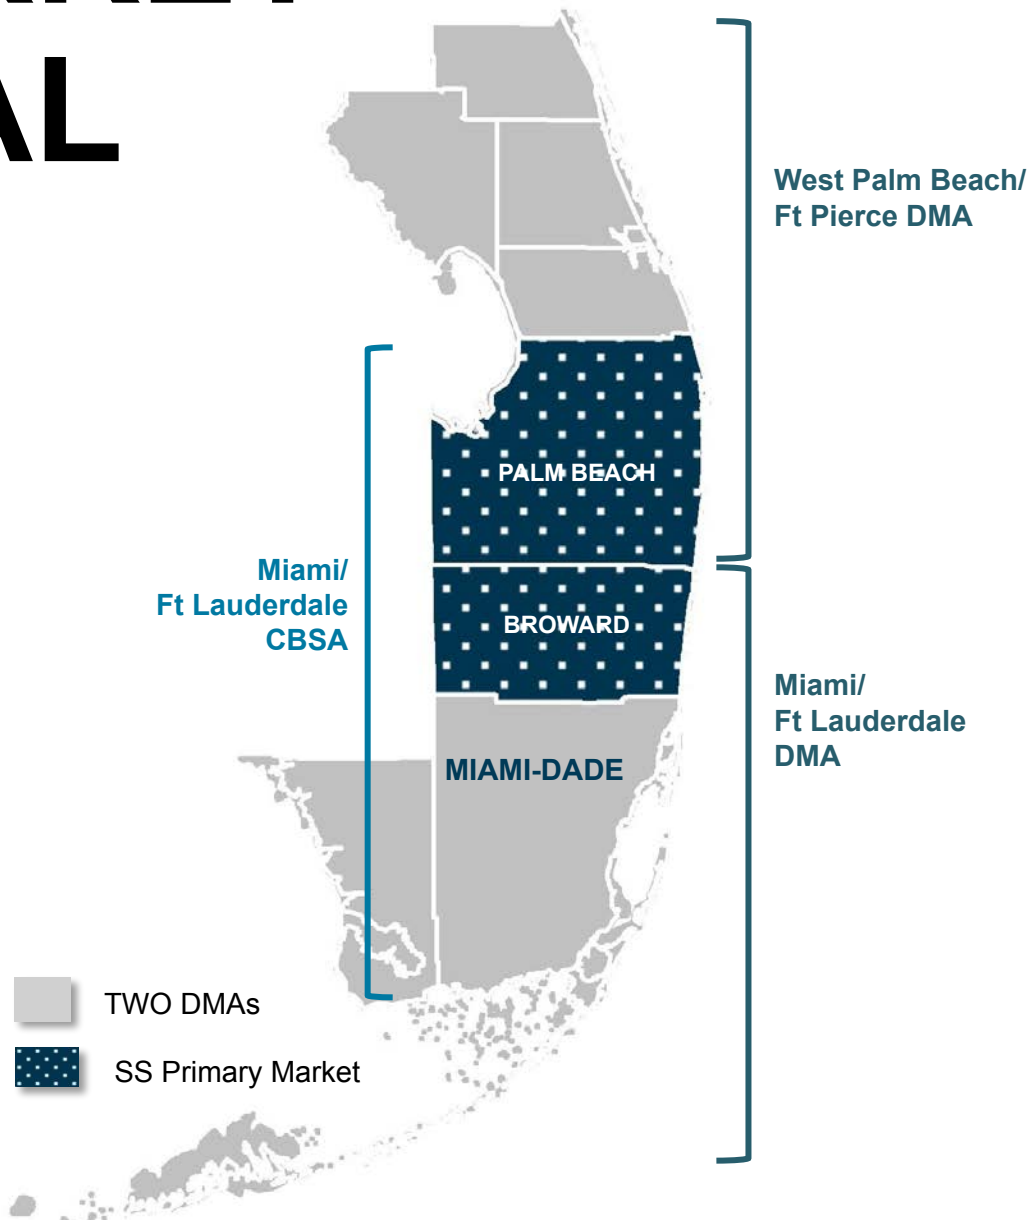 AL
West Palm Beach/
Ft Pierce DMA
PALM BEACH
Miami/
Ft Lauderdale
CBSA
BROWARD
Miami/
Ft Lauderdale
DMA
MIAMI-DADE
TWO DMAs
SS Primary Market